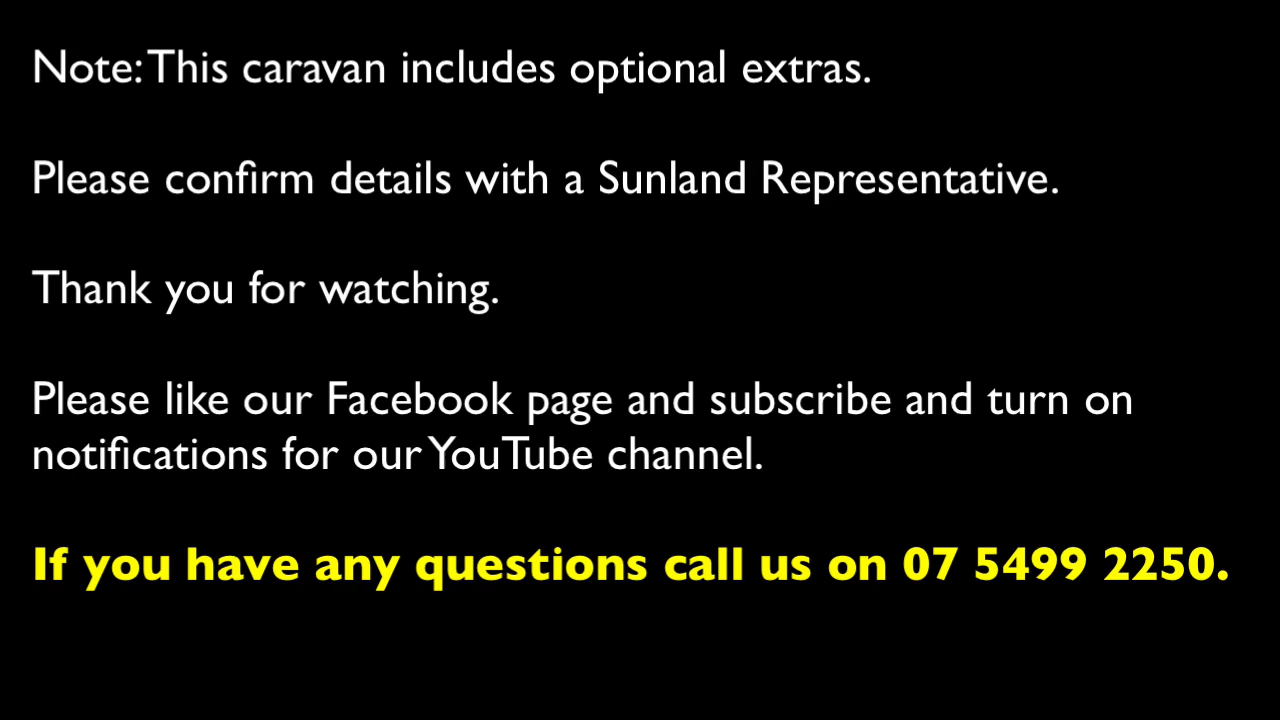 Note: This caravan includes optional extras.
Please confirm details with a Sunland Representative.
Thank you for watching.
Please like our Facebook page and subscribe and turn on
notifications for our YouTube channel.
If you have any questions call us on 07 5499 2250.